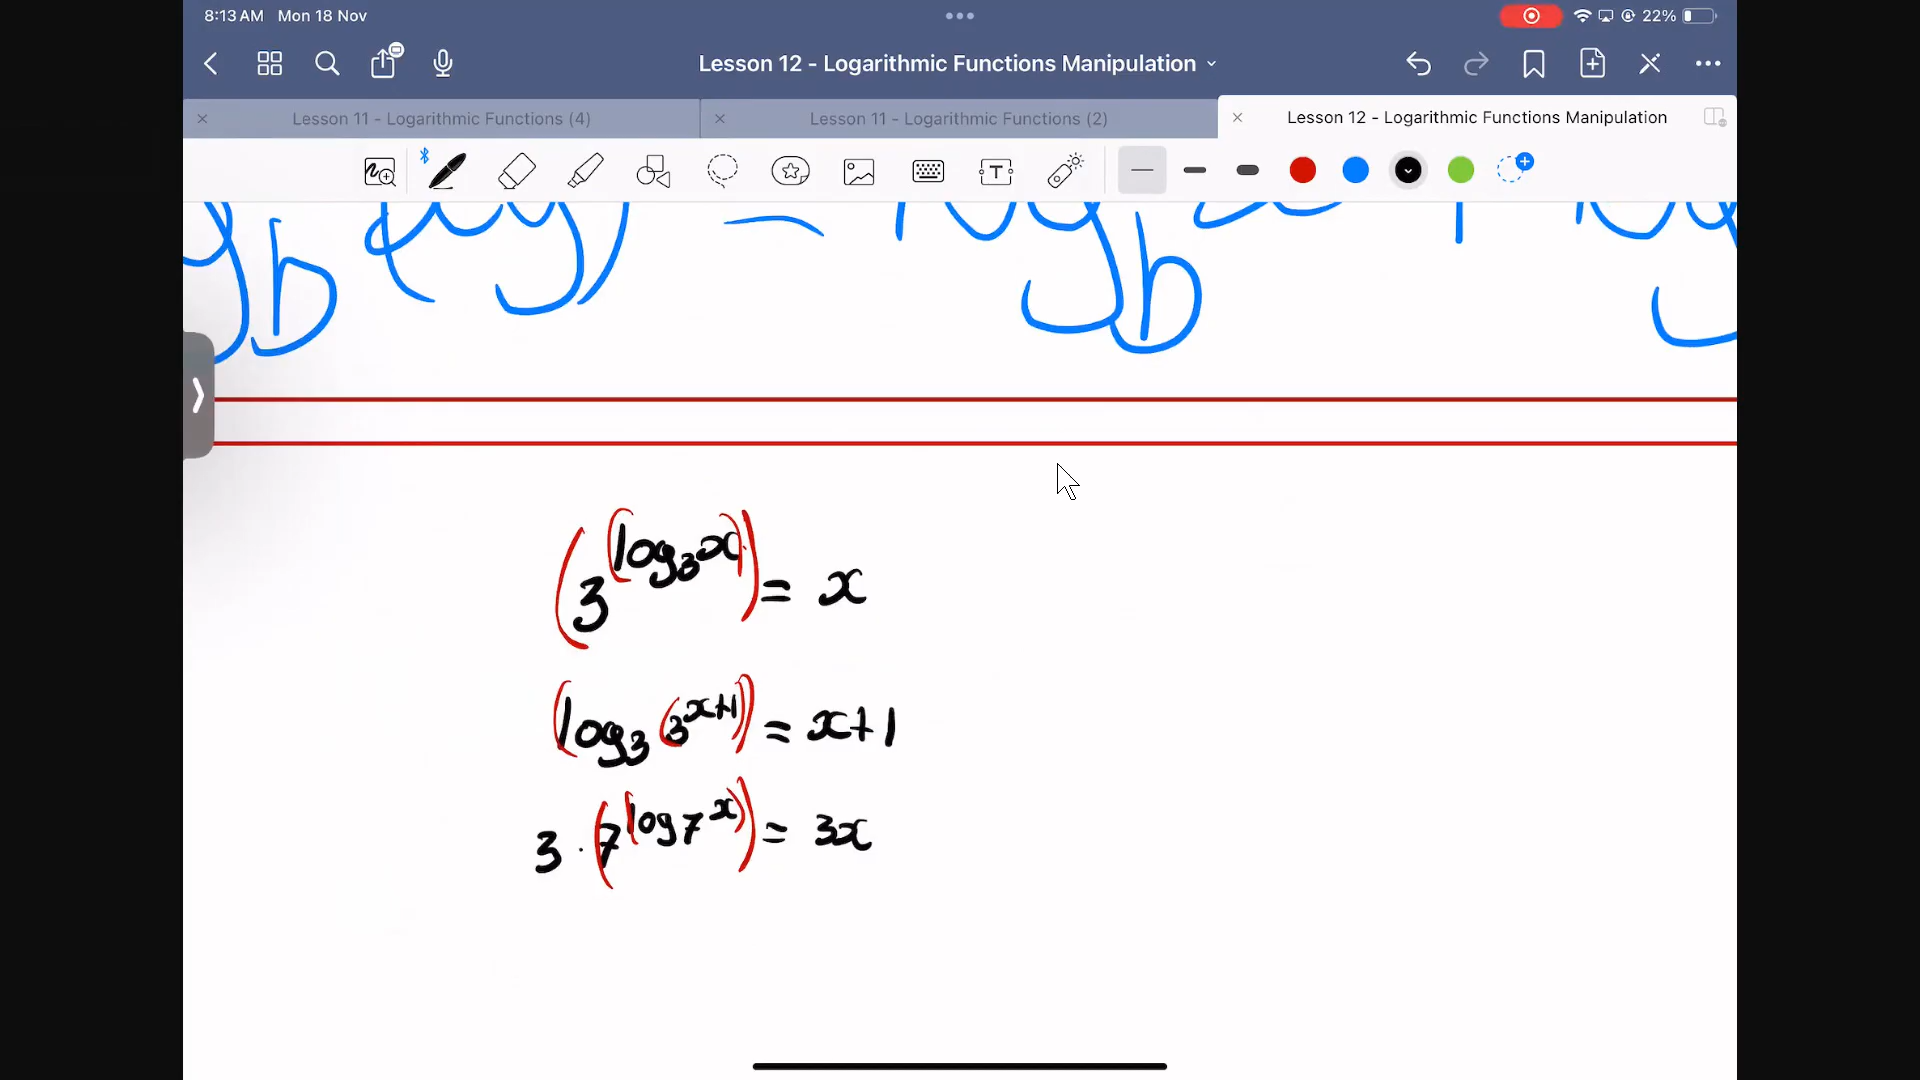 8:13 AM Mon 18 Nov
22%
Lesson 12 - Logarithmic Functions Manipulation
Lesson 11 - Logarithmic Functions (4)
Lesson 11 - Logarithmic Functions (2)
Lesson 12 - Logarithmic Functions Manipulation
(3^(log₃x)) = x
(log₃(3^(x+1))) = x+1
3 · (7^(log₇x)) = 3x